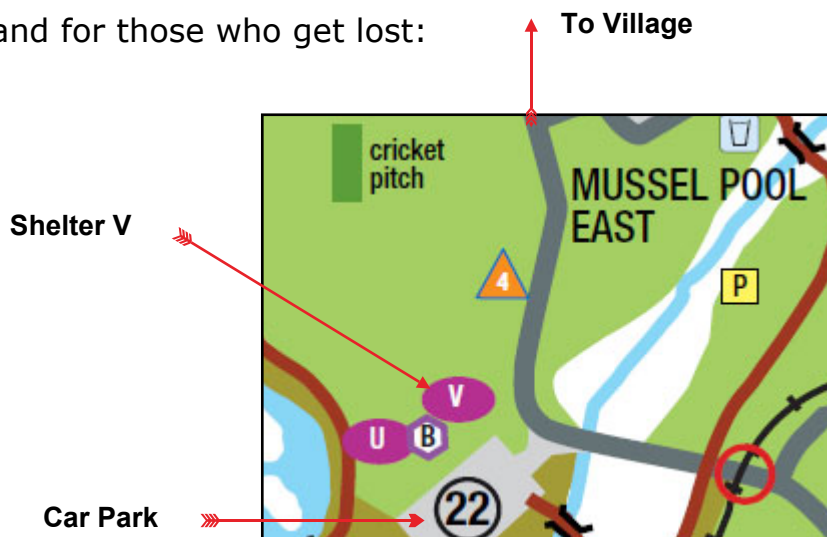 and for those who get lost:
To Village
cricket
pitch
MUSSEL POOL
EAST
Shelter V
4
P
V
U
B
22
Car Park